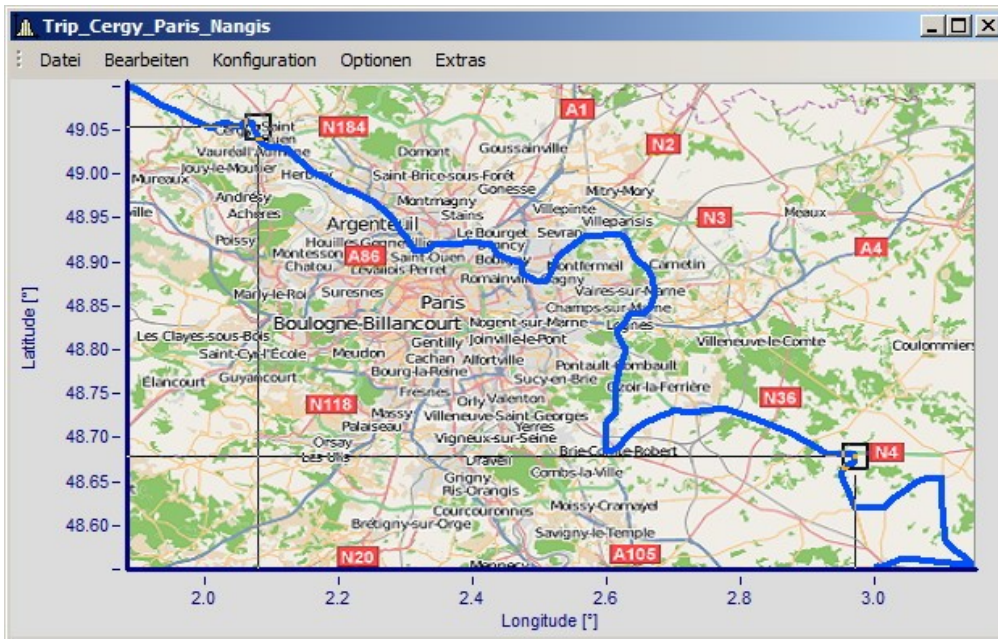 Trip_Cergy_Paris_Nangis
Datei Bearbeiten Konfiguration Optionen Extras
A1
49.05
N184
Domont
Goussainville
N2
Vauréal
49.00
Jouy-le-Moutier
Saint-Brice-sous-Forêt
Mureaux
Gonesse
Mitry-Mory
Andrésy
Montmagny
Villepinte
N3
Meaux
48.95
Achères
Stains
Villeparisis
Argenteuil
Le Bourget
Sevran
Poissy
A4
A86
Saint-Ouen
48.90
Montesson
Chatou
Levallois-Perret
Montfermeil
Romainville
Marly-le-Roi
Suresnes
Vaires-sur-Marne
Paris
48.85
Champs-sur-Marne
Boulogne-Billancourt
Nogent-sur-Marne
Les Clayes-sous-Bois
Gentilly
Joinville-le-Pont
Villeneuve-le-Comte
Coulommiers
48.80
Saint-Cyr-l'École
Meudon
Cachan
Alfortville
Bourg-la-Reine
Pontault-Combault
Élancourt
Guyancourt
Sucy-en-Brie
Fresnes
48.75
Orly
Valenton
N36
N118
Massy
Villeneuve-Saint-Georges
Palaiseau
Yerres
48.70
Orsay
Vigneux-sur-Seine
Brie-Comte-Robert
N4
Les Ulis
Draveil
Combs-la-Ville
48.65
Grigny
Ris-Orangis
Courcouronnes
Moissy-Cramayel
48.60
Brétigny-sur-Orge
Savigny-le-Temple
N20
A105
Mennecy
2.0 2.2 2.4 2.6 2.8 3.0
Longitude [°]
Latitude [°]